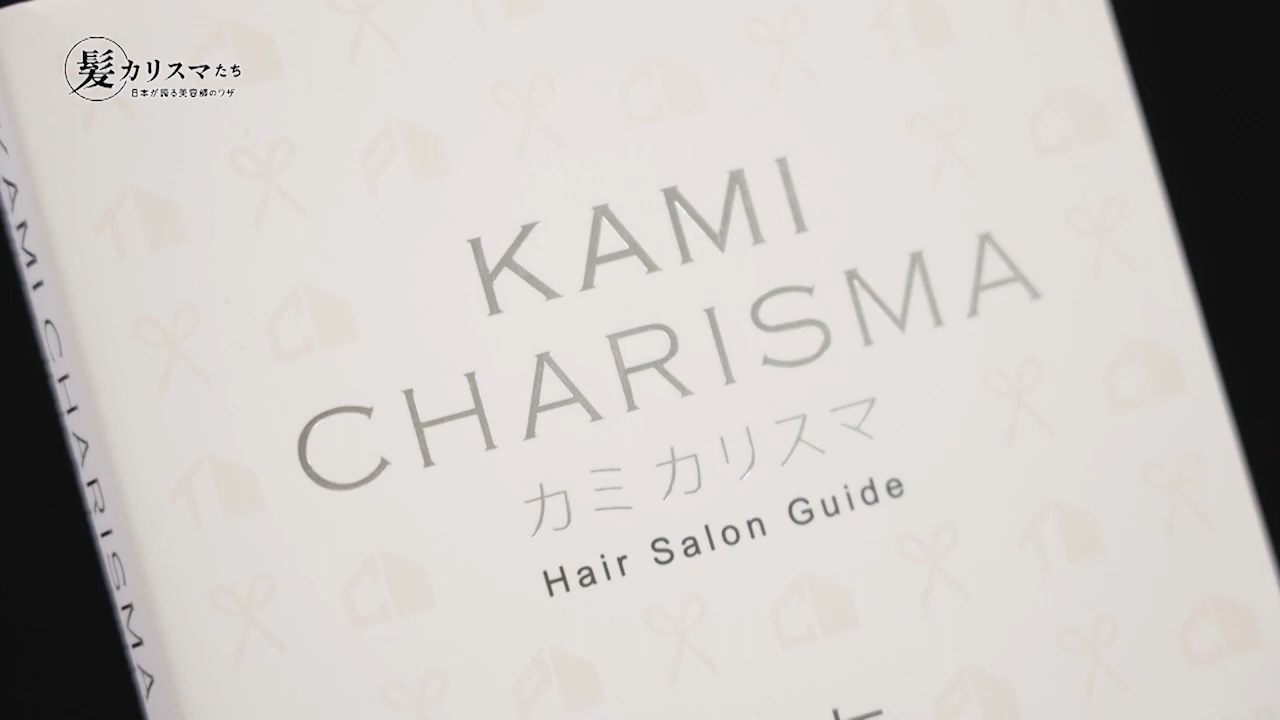 髪カリスマたち
日本が誇る美容師のワザ
KAMI
CHARISMA
カミカリスマ
Hair Salon Guide
KAMI CHARISMA